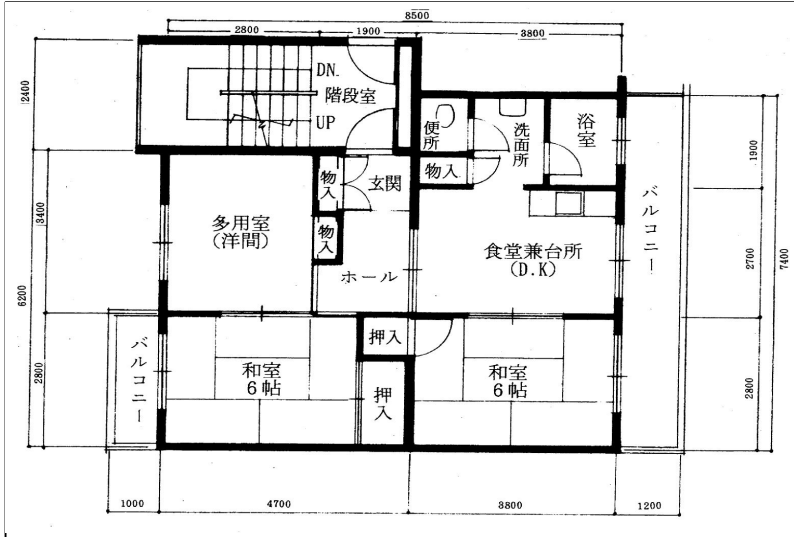 8500
2800
1900
3800
2400
3400
6200
2800
DN.
階段室
UP
便所
洗面所
浴室
物入
玄関
物入
物入
多用室
(洋間)
ホール
食堂兼台所
(D.K)
バルコニー
1900
2700
7400
2800
バルコニー
押入
和室
6帖
押入
和室
6帖
1000
4700
3800
1200